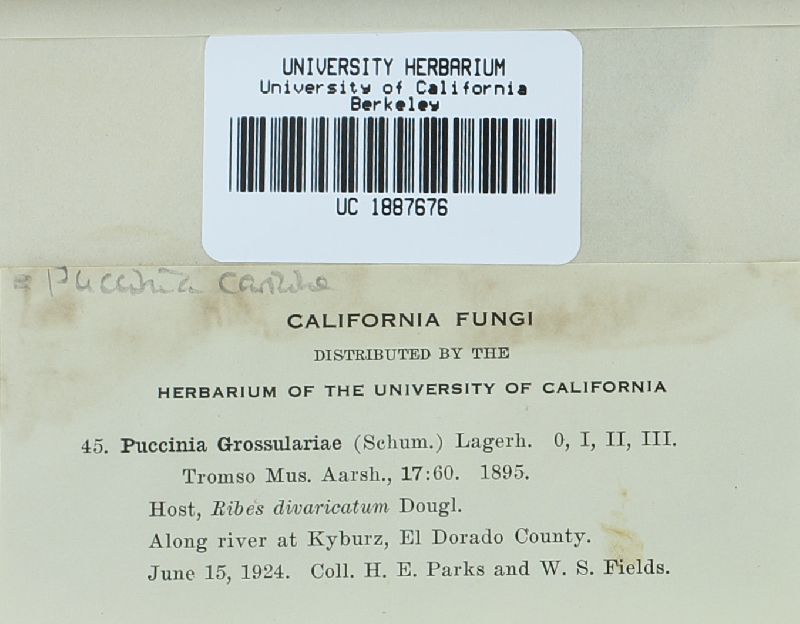 UNIVERSITY HERBARIUM
University of California
Berkeley
UC 1887676
= Puccinia
CALIFORNIA FUNGI
DISTRIBUTED BY THE
HERBARIUM OF THE UNIVERSITY OF CALIFORNIA
45. Puccinia Grossulariae (Schum.) Lagerh. 0, I, II, III.
Tromso Mus. Aarsh., 17:60. 1895.
Host, Ribes divaricatum Dougl.
Along river at Kyburz, El Dorado County.
June 15, 1924. Coll. H. E. Parks and W. S. Fields.